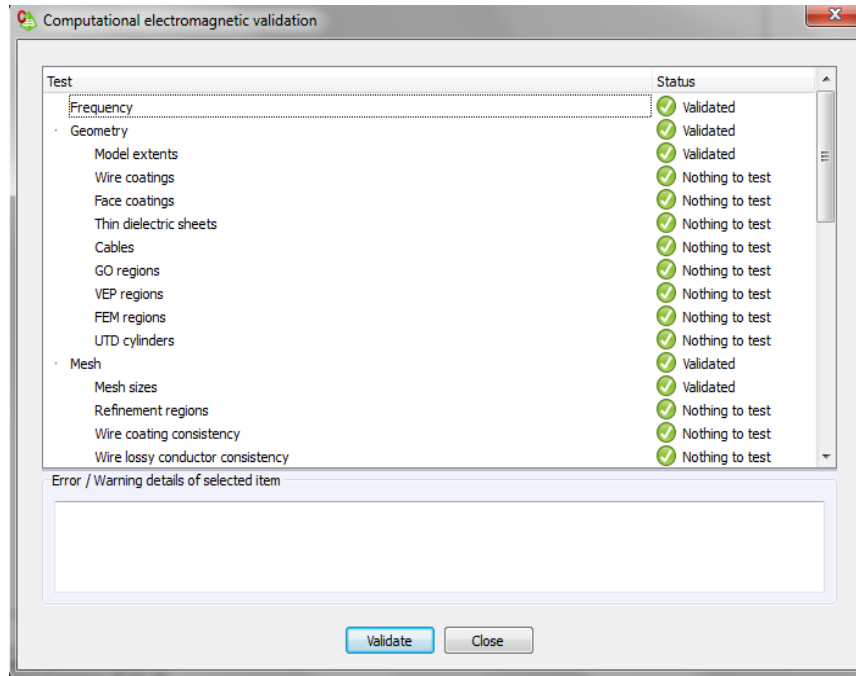 Computational electromagnetic validation
Test Status
Frequency Validated
Geometry Validated
Model extents Validated
Wire coatings Nothing to test
Face coatings Nothing to test
Thin dielectric sheets Nothing to test
Cables Nothing to test
GO regions Nothing to test
VEP regions Nothing to test
FEM regions Nothing to test
UTD cylinders Nothing to test
Mesh Validated
Mesh sizes Validated
Refinement regions Nothing to test
Wire coating consistency Nothing to test
Wire lossy conductor consistency Nothing to test
Error / Warning details of selected item
Validate Close